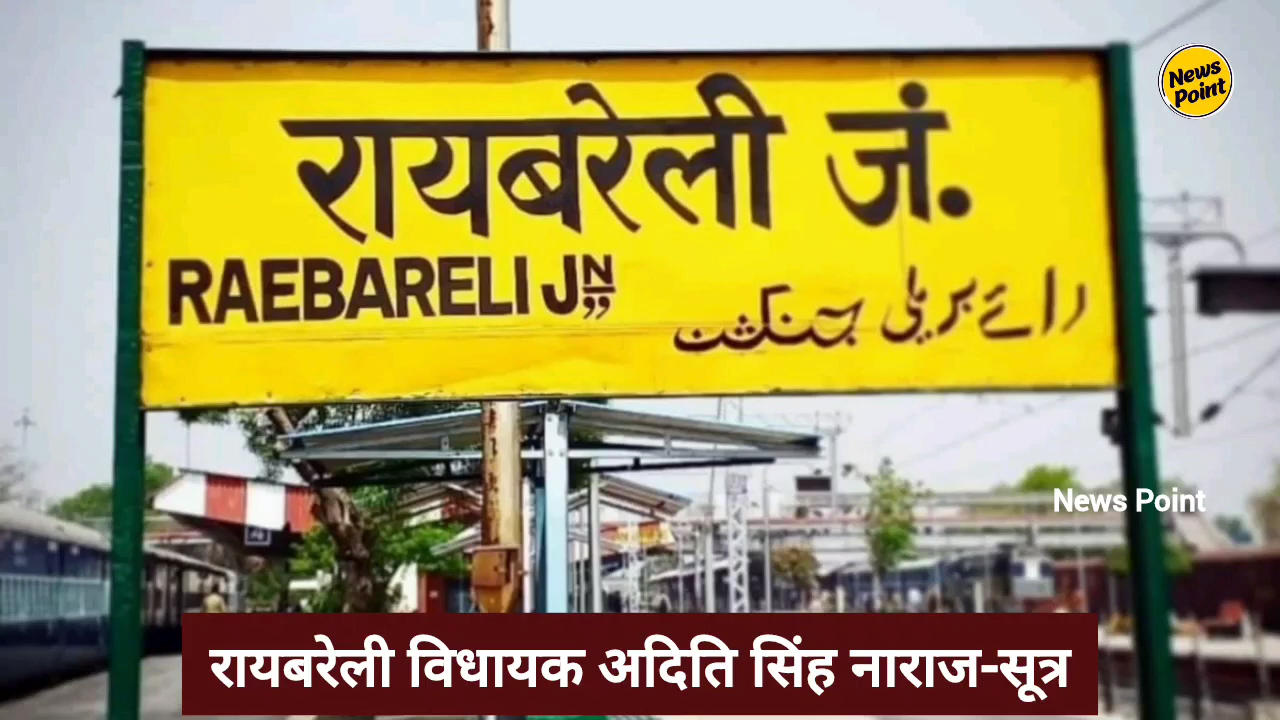 News
Point
रायबरेली जं.
RAEBARELI JN
رائے بریلی جنکشن
News Point
रायबरेली विधायक अदिति सिंह नाराज-सूत्र